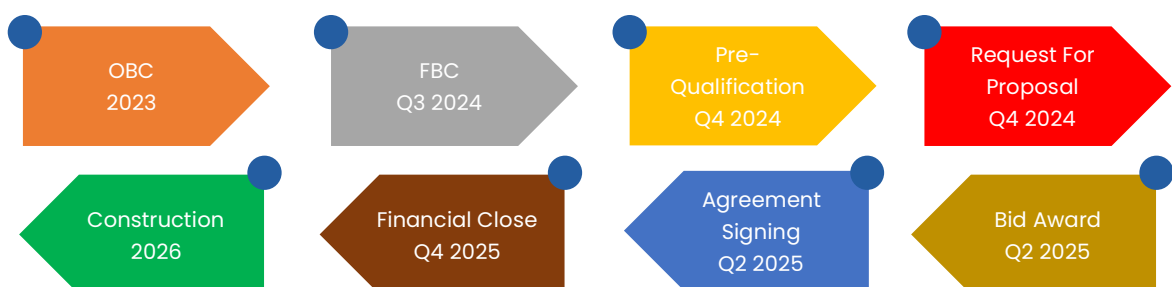 OBC
2023
FBC
Q3 2024
Pre-
Qualification
Q4 2024
Request For
Proposal
Q4 2024
Construction
2026
Financial Close
Q4 2025
Agreement
Signing
Q2 2025
Bid Award
Q2 2025